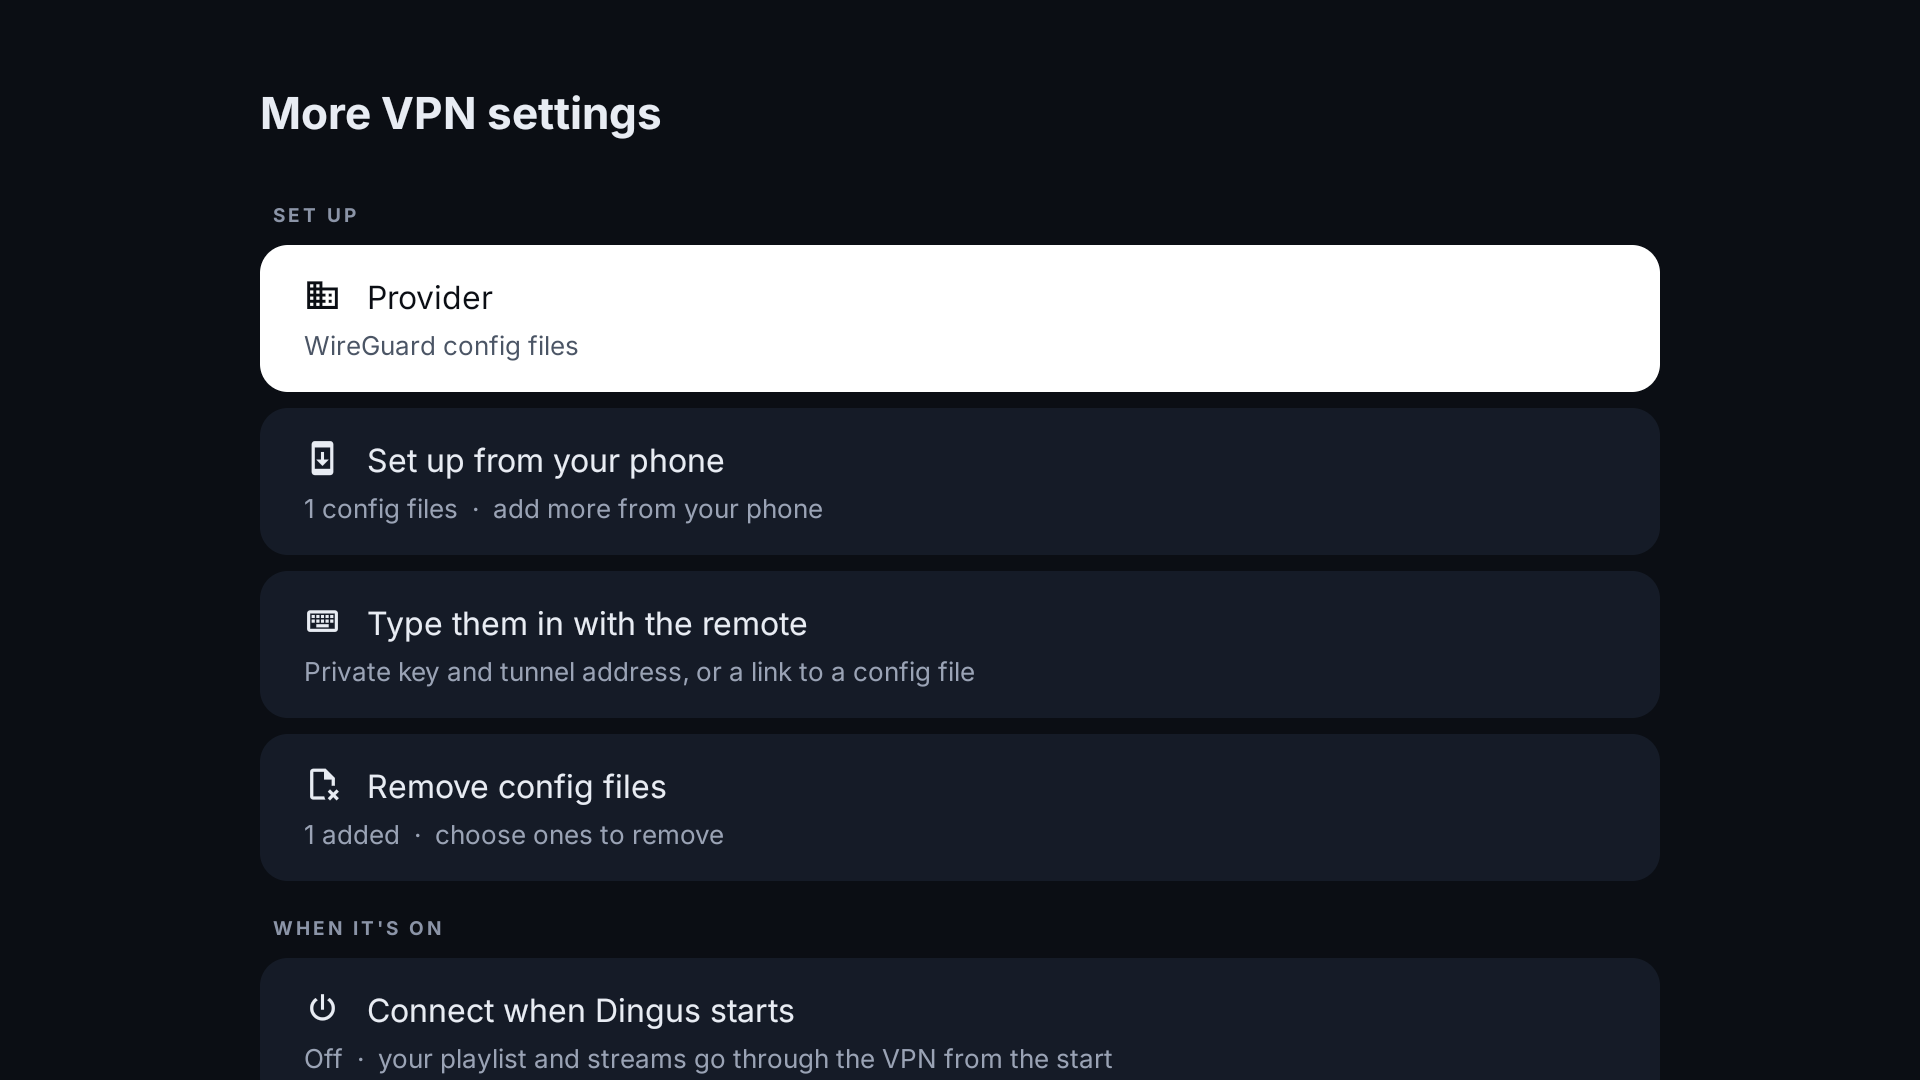 More VPN settings
SET UP
Provider
WireGuard config files
Set up from your phone
1 config files · add more from your phone
Type them in with the remote
Private key and tunnel address, or a link to a config file
Remove config files
1 added · choose ones to remove
WHEN IT'S ON
Connect when Dingus starts
Off · your playlist and streams go through the VPN from the start